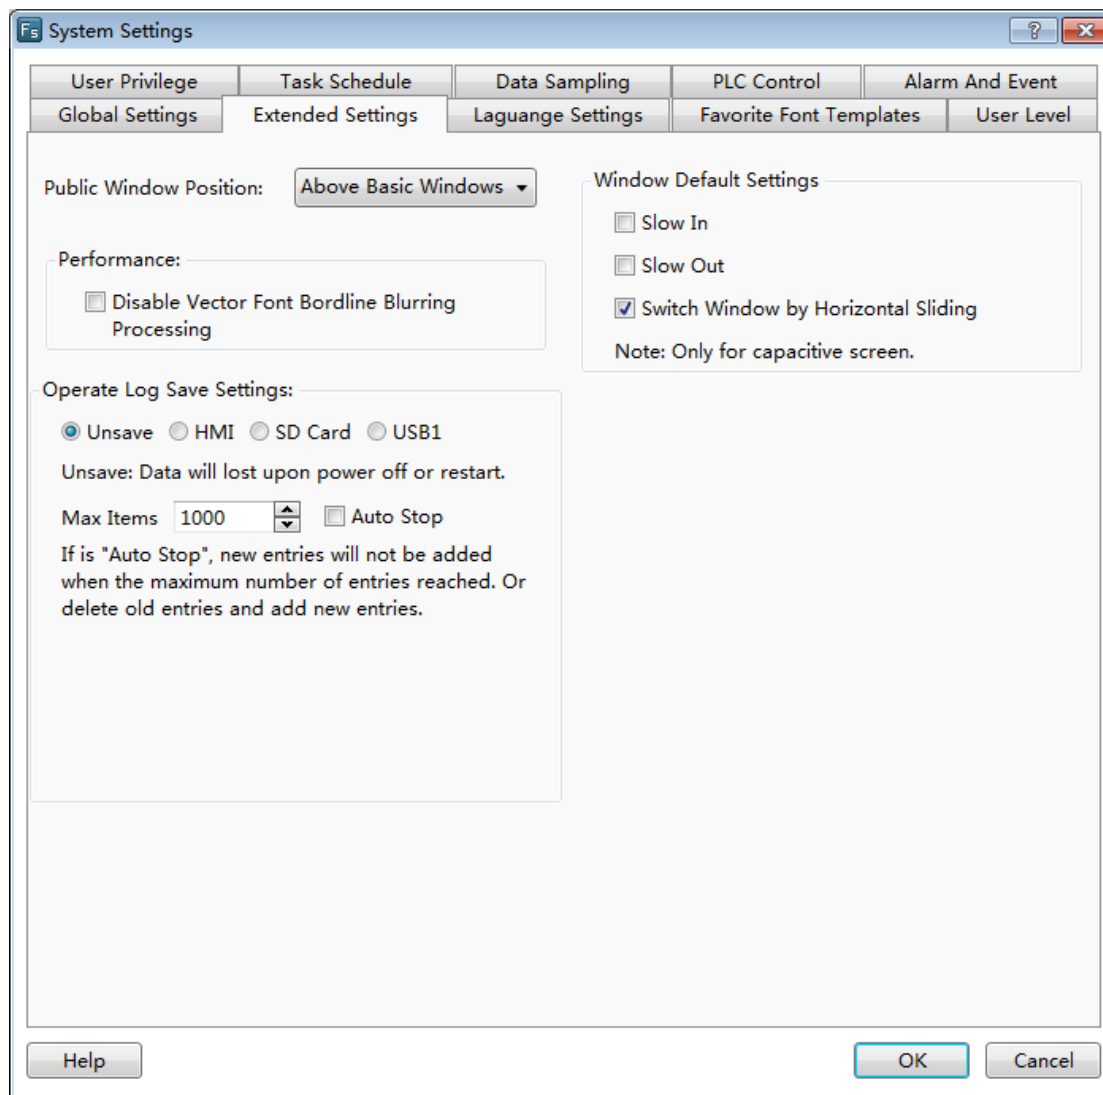 Fs System Settings
?
User Privilege Task Schedule Data Sampling PLC Control Alarm And Event
Global Settings Extended Settings Laguange Settings Favorite Font Templates User Level
Public Window Position: Above Basic Windows
Window Default Settings
Slow In
Slow Out
Switch Window by Horizontal Sliding
Note: Only for capacitive screen.
Performance:
Disable Vector Font Bordline Blurring
Processing
Operate Log Save Settings:
Unsave HMI SD Card USB1
Unsave: Data will lost upon power off or restart.
Max Items 1000 Auto Stop
If is "Auto Stop", new entries will not be added
when the maximum number of entries reached. Or
delete old entries and add new entries.
Help OK Cancel